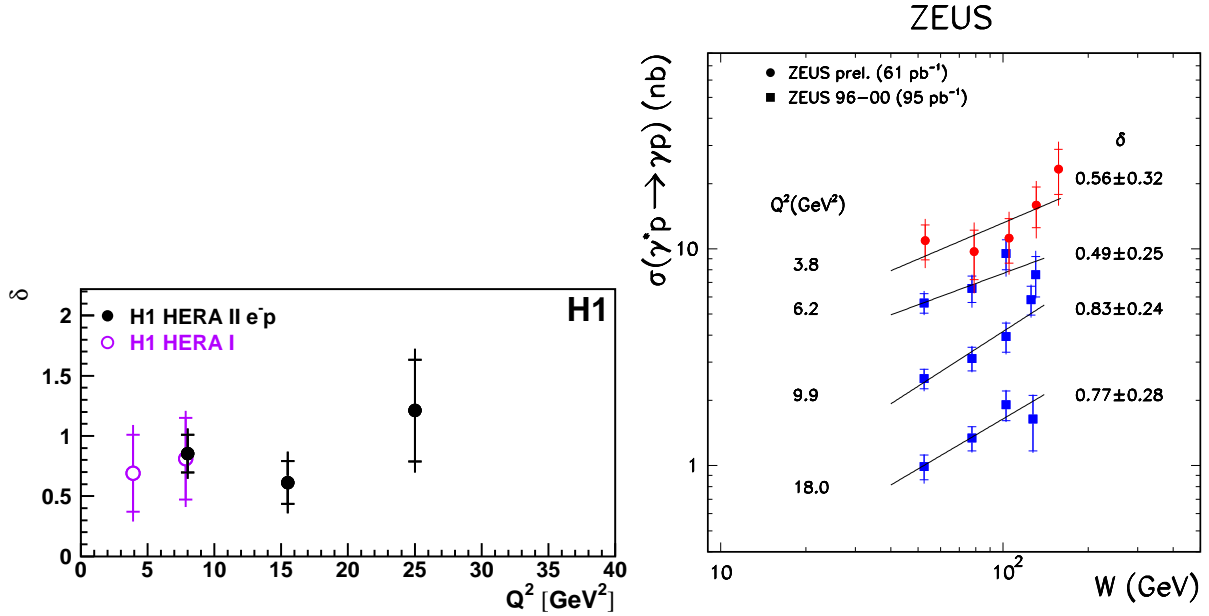 δ
2
1.5
1
0.5
0
H1 HERA II e⁻p
H1 HERA I
H1
0 5 10 15 20 25 30 35 40
Q² [GeV²]
ZEUS
σ(γ*p → γp) (nb)
10
1
ZEUS prel. (61 pb⁻¹)
ZEUS 96−00 (95 pb⁻¹)
δ
Q²(GeV²)
0.56±0.32
3.8
0.49±0.25
6.2
0.83±0.24
9.9
0.77±0.28
18.0
10 10²
W (GeV)